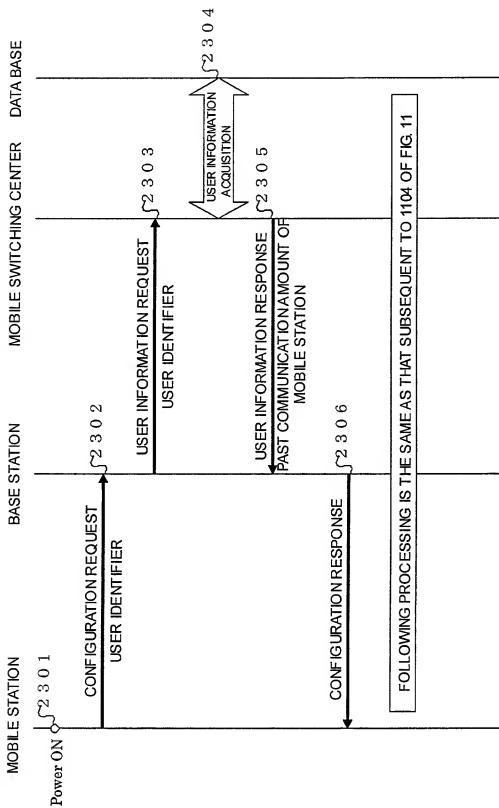 MOBILE STATION
BASE STATION
MOBILE SWITCHING CENTER
DATA BASE
Power ON
2301
CONFIGURATION REQUEST
USER IDENTIFIER
2302
USER INFORMATION REQUEST
USER IDENTIFIER
2303
USER INFORMATION
ACQUISITION
2304
USER INFORMATION RESPONSE
PAST COMMUNICATION AMOUNT OF
MOBILE STATION
2305
CONFIGURATION RESPONSE
2306
FOLLOWING PROCESSING IS THE SAME AS THAT SUBSEQUENT TO 1104 OF FIG. 11